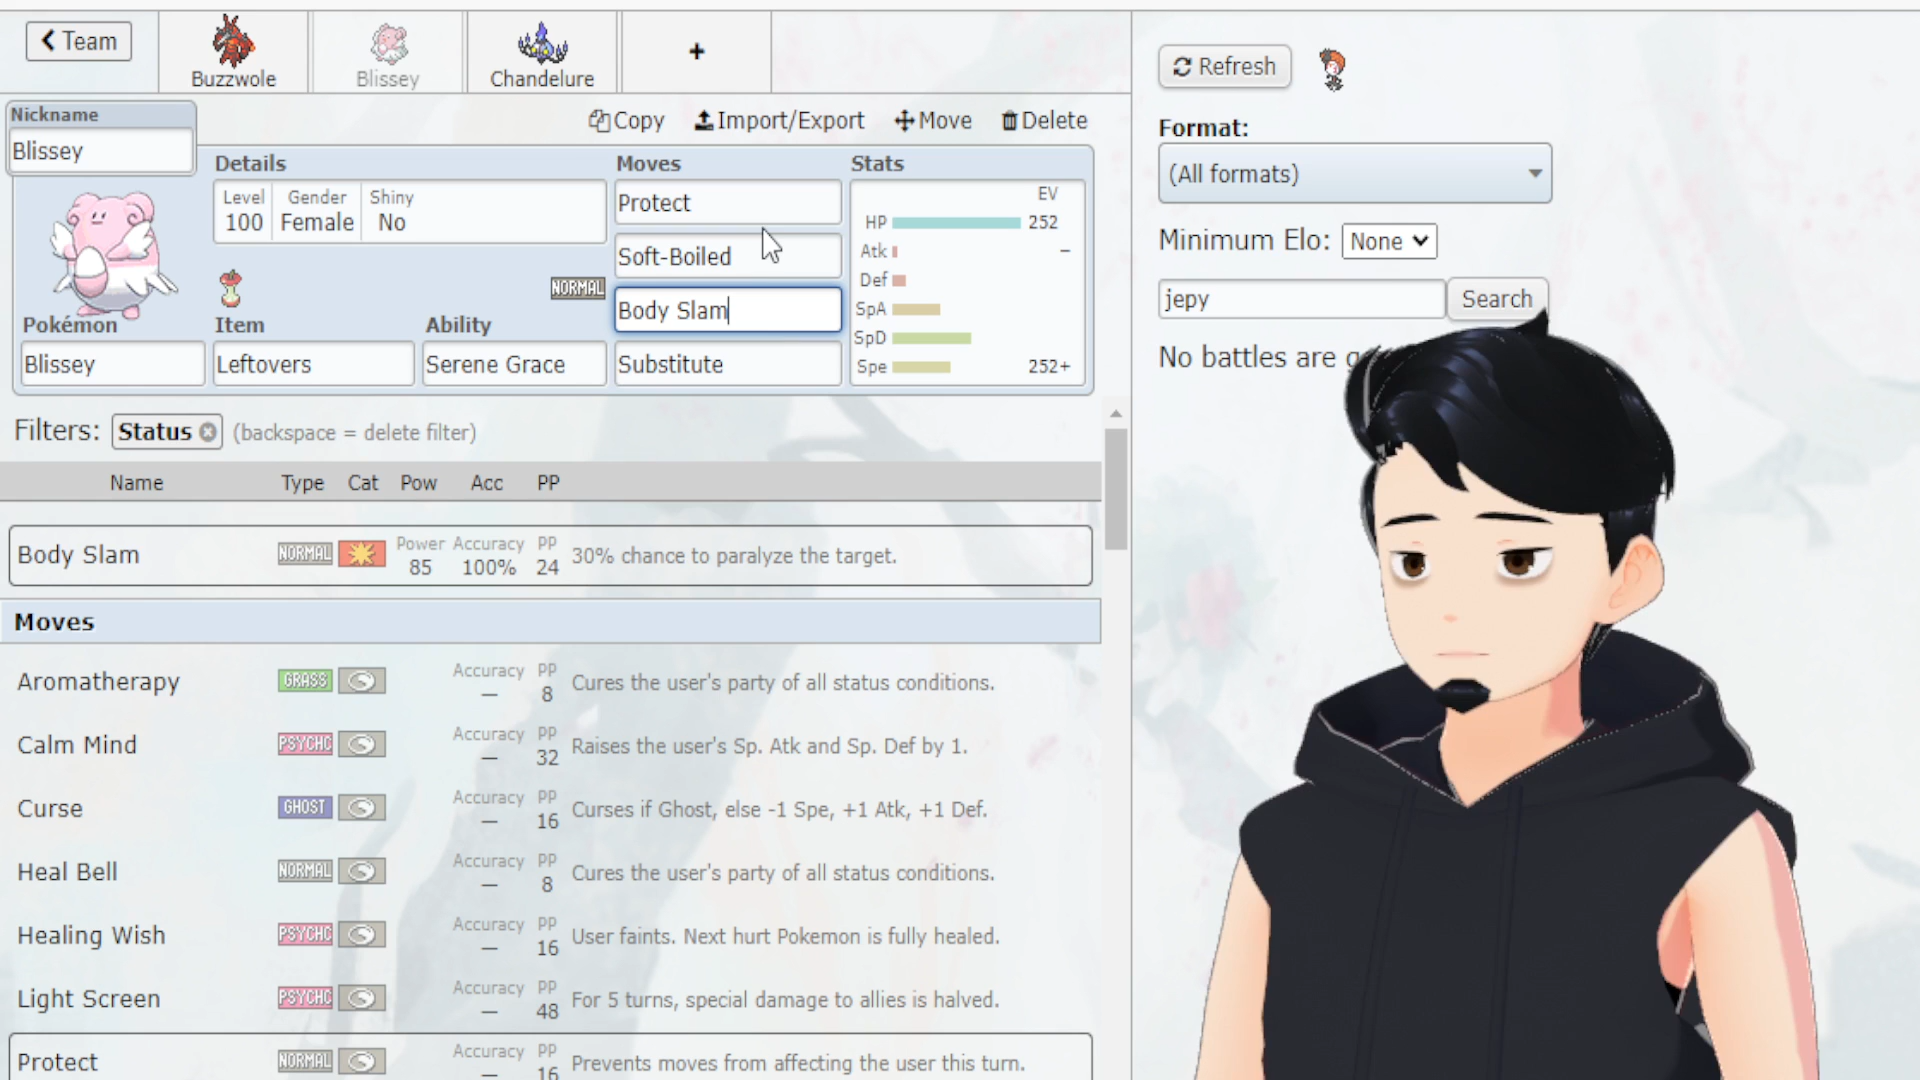 Team
Buzzwole
Blissey
Chandelure
+
Refresh
Copy
Import/Export
Move
Delete
Nickname
Blissey
Details
Moves
Stats
Format:
(All formats)
Level
Gender
Shiny
100
Female
No
Protect
Soft-Boiled
Body Slam
Substitute
EV
HP
252
Atk
–
Def
SpA
SpD
Spe
252+
Minimum Elo:
None
jepy
Search
No battles are
NORMAL
Pokémon
Item
Ability
Blissey
Leftovers
Serene Grace
Filters: Status (backspace = delete filter)
Name Type Cat Pow Acc PP
Body Slam NORMAL Power 85 Accuracy 100% PP 24 30% chance to paralyze the target.
Moves
Aromatherapy GRASS Accuracy — PP 8 Cures the user's party of all status conditions.
Calm Mind PSYCHC Accuracy — PP 32 Raises the user's Sp. Atk and Sp. Def by 1.
Curse GHOST Accuracy — PP 16 Curses if Ghost, else -1 Spe, +1 Atk, +1 Def.
Heal Bell NORMAL Accuracy — PP 8 Cures the user's party of all status conditions.
Healing Wish PSYCHC Accuracy — PP 16 User faints. Next hurt Pokemon is fully healed.
Light Screen PSYCHC Accuracy — PP 48 For 5 turns, special damage to allies is halved.
Protect NORMAL Accuracy — PP 16 Prevents moves from affecting the user this turn.